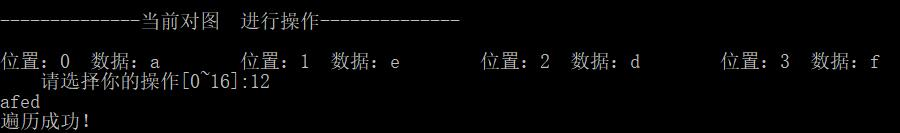 --------------当前对图  进行操作--------------
位置：0  数据：a        位置：1  数据：e        位置：2  数据：d        位置：3  数据：f
    请选择你的操作[0~16]:12
afed
遍历成功！